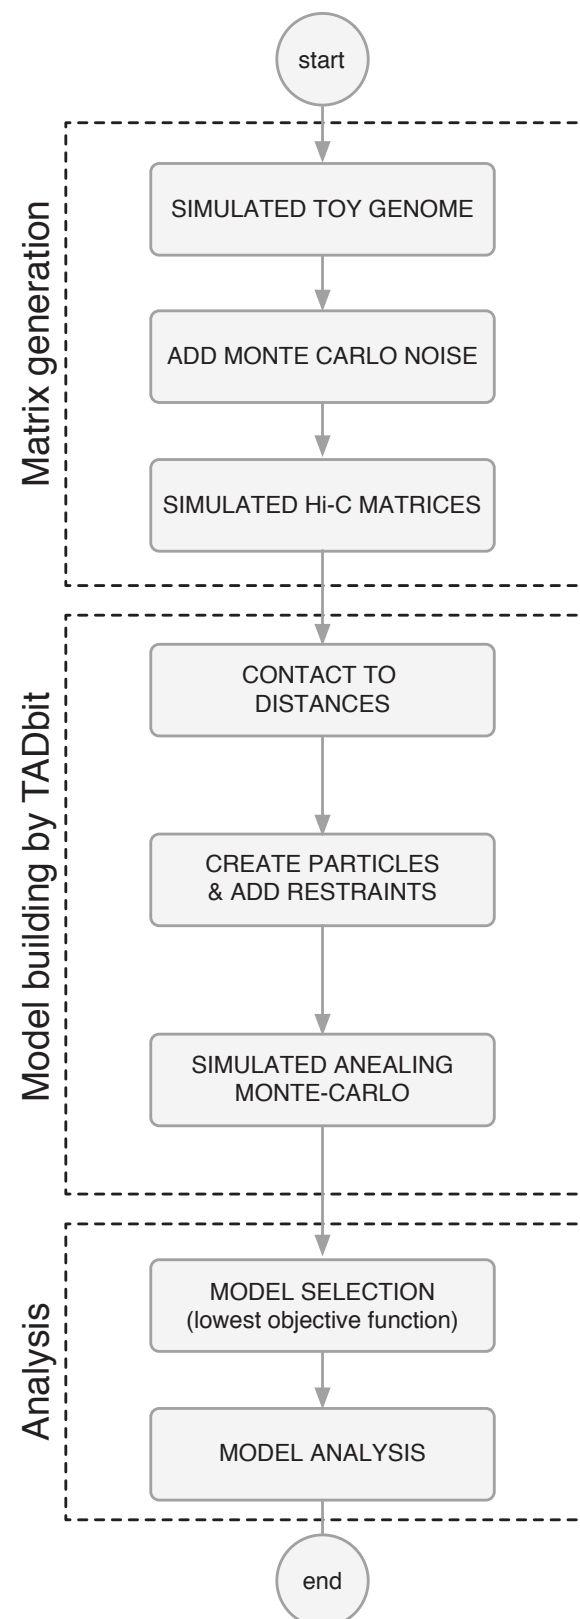 start
Matrix generation
SIMULATED TOY GENOME
ADD MONTE CARLO NOISE
SIMULATED Hi-C MATRICES
Model building by TADbit
CONTACT TO
DISTANCES
CREATE PARTICLES
& ADD RESTRAINTS
SIMULATED ANEALING
MONTE-CARLO
Analysis
MODEL SELECTION
(lowest objective function)
MODEL ANALYSIS
end